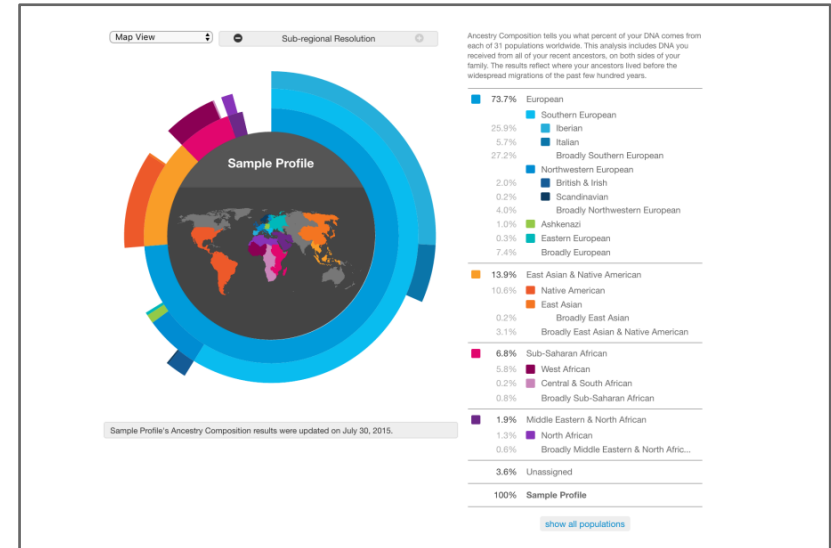 Map View
Sub-regional Resolution
Ancestry Composition tells you what percent of your DNA comes from
each of 31 populations worldwide. This analysis includes DNA you
received from all of your recent ancestors, on both sides of your
family. The results reflect where your ancestors lived before the
widespread migrations of the past few hundred years.
73.7% European
Southern European
25.9% Iberian
5.7% Italian
27.2% Broadly Southern European
Northwestern European
2.0% British & Irish
0.2% Scandinavian
4.0% Broadly Northwestern European
1.0% Ashkenazi
0.3% Eastern European
7.4% Broadly European
13.9% East Asian & Native American
10.6% Native American
East Asian
0.2% Broadly East Asian
3.1% Broadly East Asian & Native American
6.8% Sub-Saharan African
5.8% West African
0.2% Central & South African
0.8% Broadly Sub-Saharan African
1.9% Middle Eastern & North African
1.3% North African
0.6% Broadly Middle Eastern & North Afric...
3.6% Unassigned
100% Sample Profile
show all populations
Sample Profile
Sample Profile's Ancestry Composition results were updated on July 30, 2015.